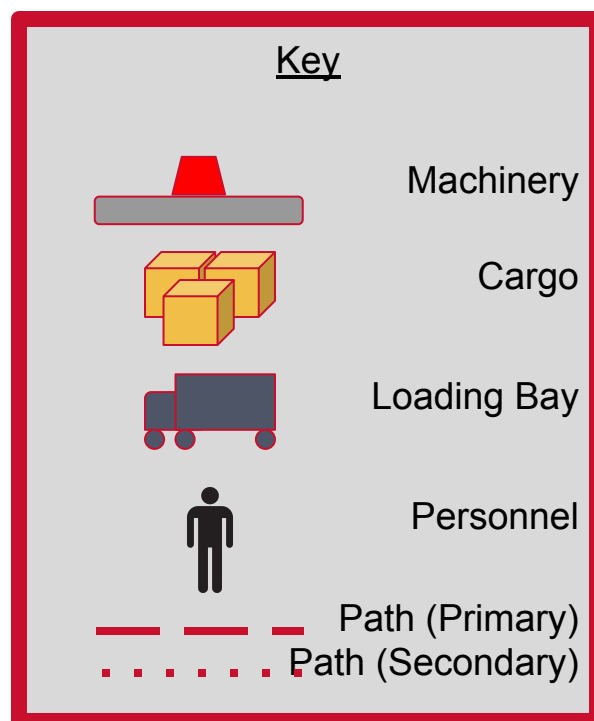 Key
Machinery
Cargo
Loading Bay
Personnel
Path (Primary)
Path (Secondary)